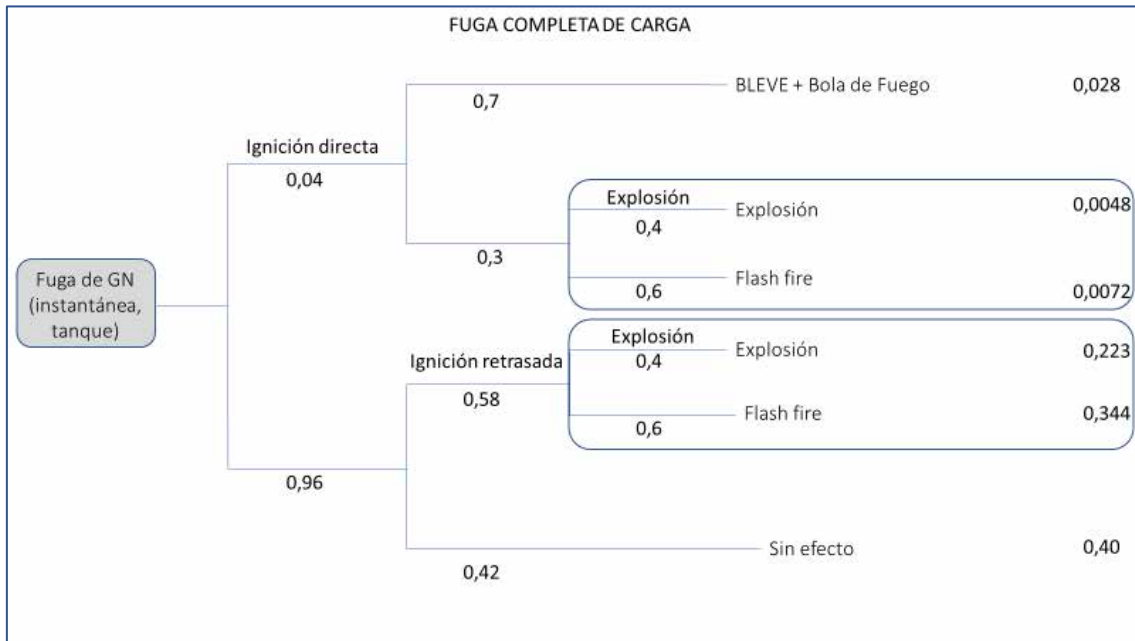 FUGA COMPLETA DE CARGA
BLEVE + Bola de Fuego
0,028
0,7
Ignición directa
0,04
Explosión
Explosión
0,0048
0,4
0,3
Flash fire
0,0072
0,6
Fuga de GN
(instantánea,
tanque)
Explosión
Explosión
0,223
0,4
Ignición retrasada
0,58
Flash fire
0,344
0,6
0,96
Sin efecto
0,40
0,42